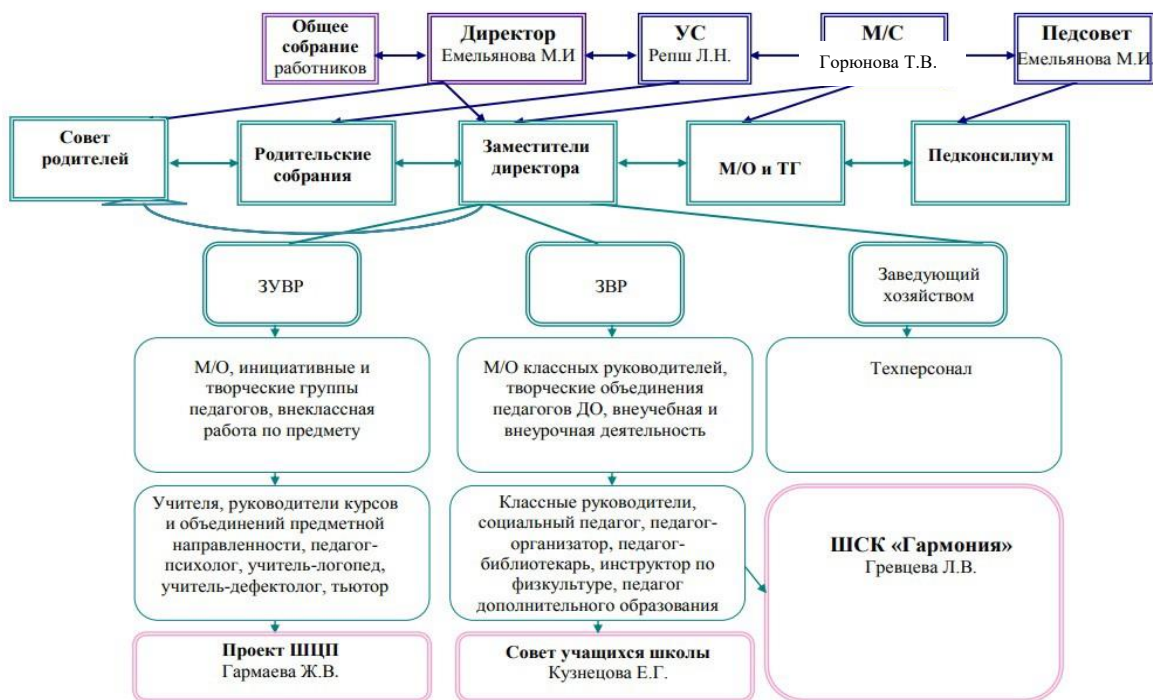 Общее
собрание
работников
Директор
Емельянова М.И
УС
Репш Л.Н.
М/С
Горюнова Т.В.
Педсовет
Емельянова М.И.
Совет
родителей
Родительские
собрания
Заместители
директора
М/О и ТГ
Педконсилиум
ЗУВР
ЗВР
Заведующий
хозяйством
М/О, инициативные и
творческие группы
педагогов, внеклассная
работа по предмету
М/О классных руководителей,
творческие объединения
педагогов ДО, внеучебная и
внеурочная деятельность
Техперсонал
Учителя, руководители курсов
и объединений предметной
направленности, педагог-
психолог, учитель-логопед,
учитель-дефектолог, тьютор
Классные руководители,
социальный педагог, педагог-
организатор, педагог-
библиотекарь, инструктор по
физкультуре, педагог
дополнительного образования
ШСК «Гармония»
Гревцева Л.В.
Проект ШЦП
Гармаева Ж.В.
Совет учащихся школы
Кузнецова Е.Г.